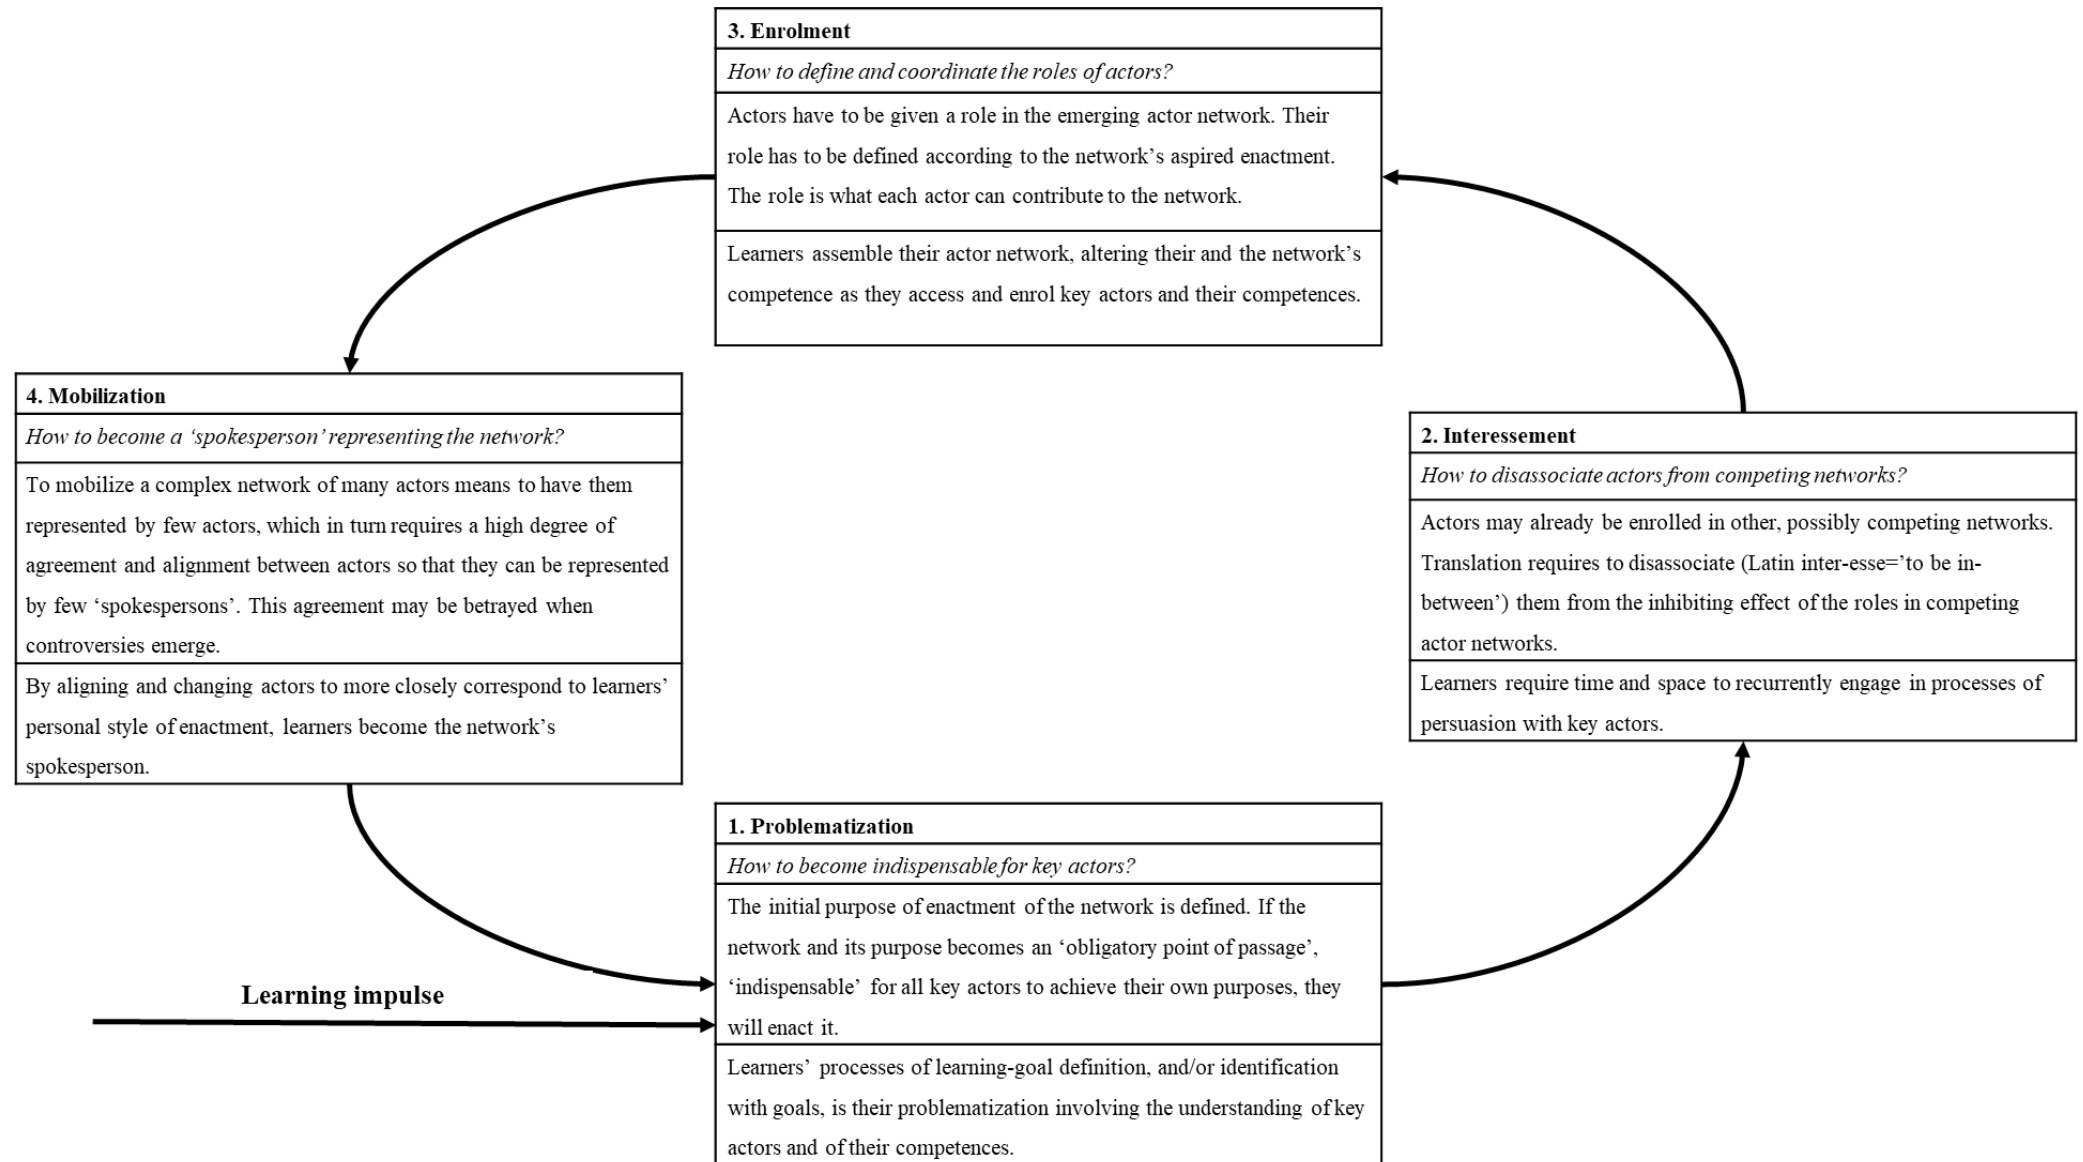 3. Enrolment
How to define and coordinate the roles of actors?
Actors have to be given a role in the emerging actor network. Their
role has to be defined according to the network's aspired enactment.
The role is what each actor can contribute to the network.
Learners assemble their actor network, altering their and the network's
competence as they access and enrol key actors and their competences.
4. Mobilization
How to become a ‘spokesperson’ representing the network?
To mobilize a complex network of many actors means to have them
represented by few actors, which in turn requires a high degree of
agreement and alignment between actors so that they can be represented
by few ‘spokespersons’. This agreement may be betrayed when
controversies emerge.
By aligning and changing actors to more closely correspond to learners’
personal style of enactment, learners become the network’s
spokesperson.
2. Interessement
How to disassociate actors from competing networks?
Actors may already be enrolled in other, possibly competing networks.
Translation requires to disassociate (Latin inter-esse=’to be in-
between’) them from the inhibiting effect of the roles in competing
actor networks.
Learners require time and space to recurrently engage in processes of
persuasion with key actors.
1. Problematization
How to become indispensable for key actors?
The initial purpose of enactment of the network is defined. If the
network and its purpose becomes an ‘obligatory point of passage’,
‘indispensable’ for all key actors to achieve their own purposes, they
will enact it.
Learners’ processes of learning-goal definition, and/or identification
with goals, is their problematization involving the understanding of key
actors and of their competences.
Learning impulse